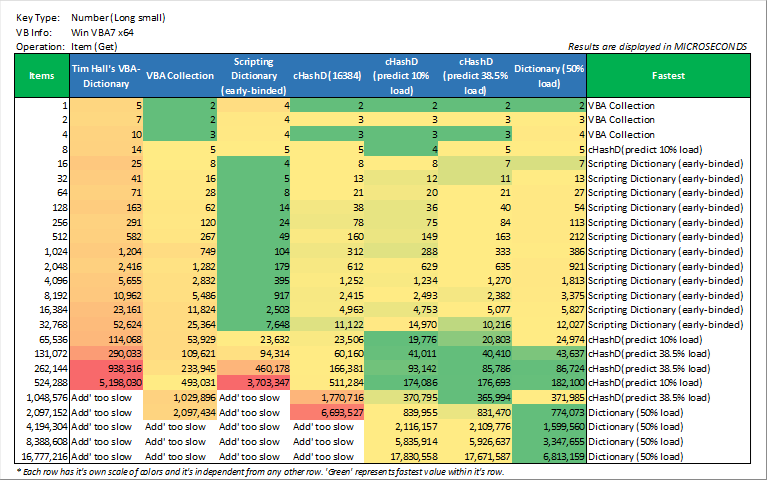 Key Type: Number (Long small)
VB Info: Win VBA7 x64
Operation: Item (Get) Results are displayed in MICROSECONDS
Items Tim Hall's VBA-Dictionary VBA Collection Scripting Dictionary (early-binded) cHashD(16384) cHashD (predict 10% load) cHashD (predict 38.5% load) Dictionary (50% load) Fastest
1 5 2 4 2 2 2 2 VBA Collection
2 7 2 4 3 3 3 3 VBA Collection
4 10 3 4 3 3 3 4 VBA Collection
8 14 5 5 5 4 5 5 cHashD(predict 10% load)
16 25 8 4 8 8 7 7 Scripting Dictionary (early-binded)
32 41 16 5 13 12 11 13 Scripting Dictionary (early-binded)
64 71 28 8 21 20 21 27 Scripting Dictionary (early-binded)
128 163 62 14 38 36 40 54 Scripting Dictionary (early-binded)
256 291 120 24 78 75 84 113 Scripting Dictionary (early-binded)
512 582 267 49 160 149 163 212 Scripting Dictionary (early-binded)
1,024 1,204 749 104 312 288 333 386 Scripting Dictionary (early-binded)
2,048 2,416 1,282 179 612 629 635 921 Scripting Dictionary (early-binded)
4,096 5,655 2,832 395 1,252 1,234 1,270 1,813 Scripting Dictionary (early-binded)
8,192 10,962 5,486 917 2,415 2,493 2,382 3,375 Scripting Dictionary (early-binded)
16,384 23,161 11,824 2,503 4,963 4,753 5,077 5,827 Scripting Dictionary (early-binded)
32,768 52,624 25,364 7,648 11,122 14,970 10,216 12,027 Scripting Dictionary (early-binded)
65,536 114,068 53,929 23,632 23,506 19,776 20,803 24,974 cHashD(predict 10% load)
131,072 290,033 109,621 94,314 60,160 41,011 40,410 43,637 cHashD(predict 38.5% load)
262,144 938,316 233,945 460,178 166,381 93,142 85,786 86,724 cHashD(predict 38.5% load)
524,288 5,198,030 493,031 3,703,347 511,284 174,086 176,693 182,100 cHashD(predict 10% load)
1,048,576 Add' too slow 1,029,896 Add' too slow 1,770,716 370,795 365,994 371,985 cHashD(predict 38.5% load)
2,097,152 Add' too slow 2,097,434 Add' too slow 6,693,527 839,955 831,470 774,073 Dictionary (50% load)
4,194,304 Add' too slow Add' too slow Add' too slow Add' too slow 2,116,157 2,109,776 1,599,560 Dictionary (50% load)
8,388,608 Add' too slow Add' too slow Add' too slow Add' too slow 5,835,914 5,926,637 3,347,655 Dictionary (50% load)
16,777,216 Add' too slow Add' too slow Add' too slow Add' too slow 17,830,558 17,671,587 6,813,159 Dictionary (50% load)
* Each row has it's own scale of colors and it's independent from any other row. 'Green' represents fastest value within it's row.